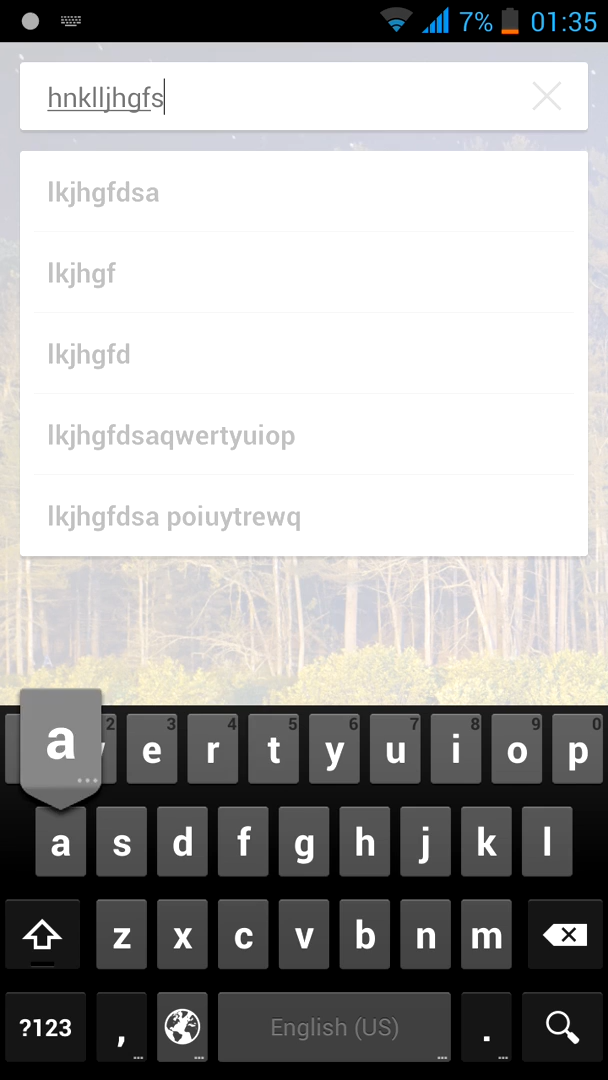 7% 01:35
hnklljhgfs
lkjhgfdsa
lkjhgf
lkjhgfd
lkjhgfdsaqwertyuiop
lkjhgfdsa poiuytrewq
a
2 3 4 5 6 7 8 9 0
e r t y u i o p
a s d f g h j k l
z x c v b n m
?123 , English (US) .